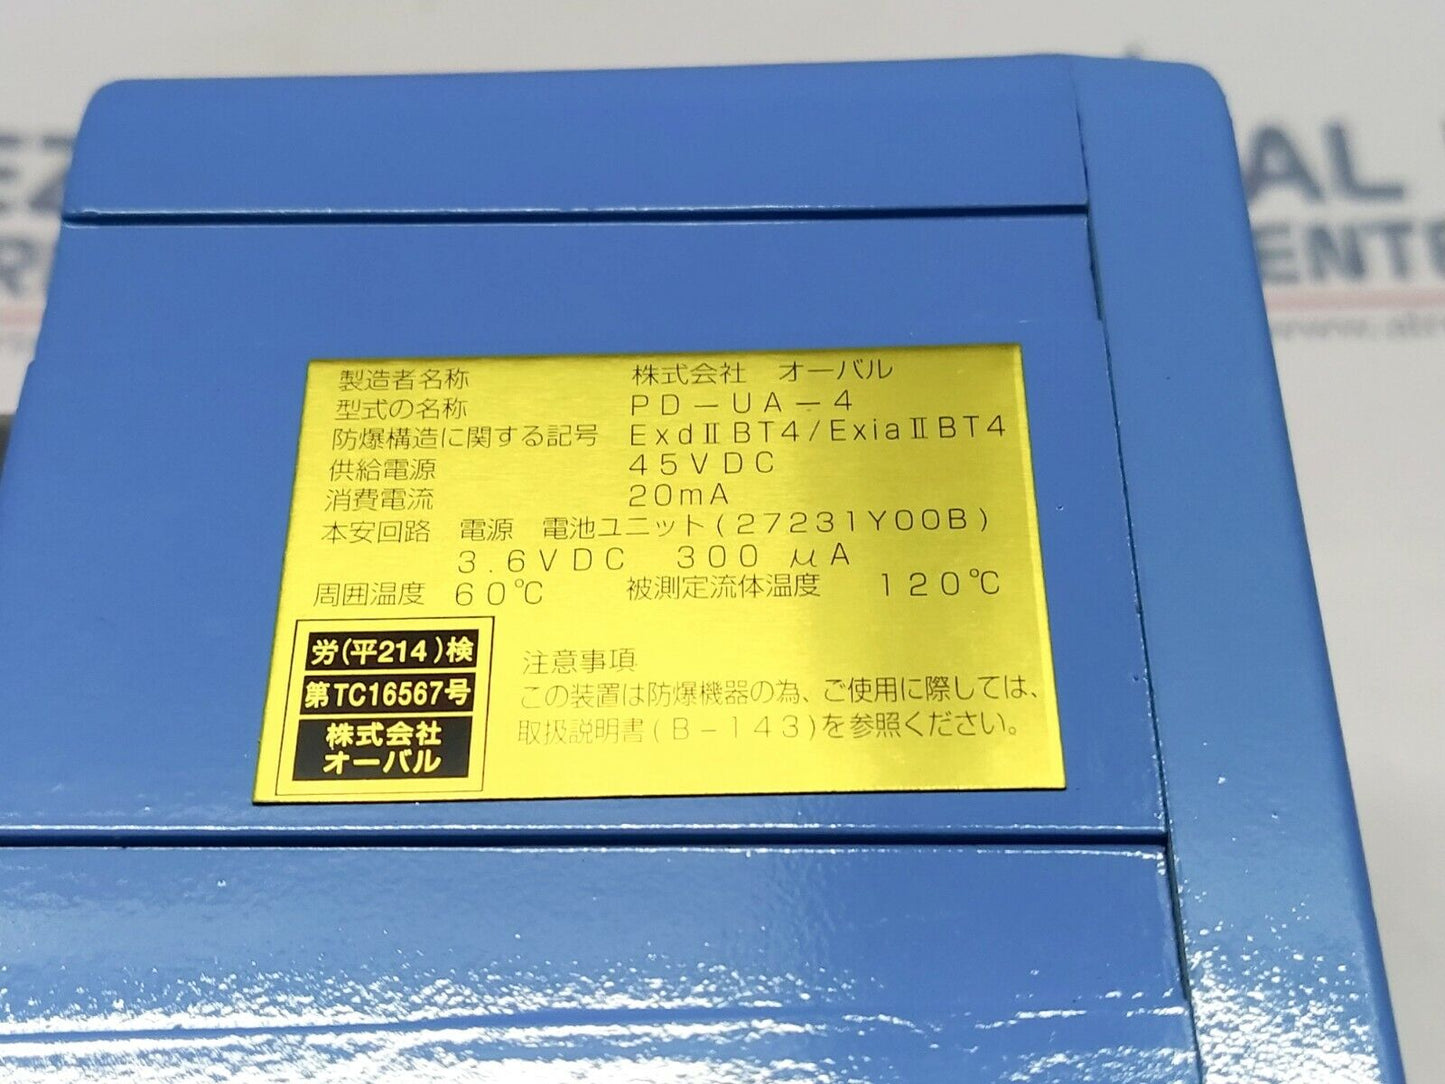 製造者名称 株式会社 オーバル
型式の名称 PD－UA－4
防爆構造に関する記号 ExdⅡBT4/ExiaⅡBT4
供給電源 45VDC
消費電流 20mA
本安回路 電源 電池ユニット(27231Y00B)
3.6VDC 300 μA
周囲温度 60℃ 被測定流体温度 120℃
労(平214)検
第TC16567号
株式会社
オーバル
注意事項
この装置は防爆機器の為、ご使用に際しては、
取扱説明書(B－143)を参照ください。
AL
ENTE